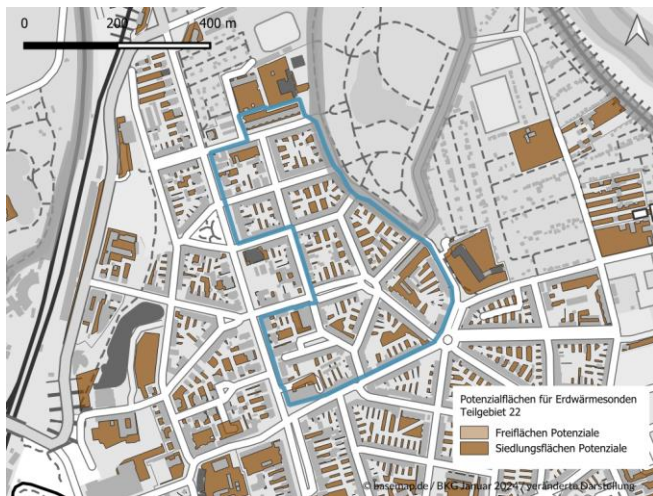 0 200 400 m
Potenzialflächen für Erdwärmesonden
Teilgebiet 22
Freiflächen Potenziale
Siedlungsflächen Potenziale
© basemap.de / BKG Januar 2024 / veränderte Darstellung